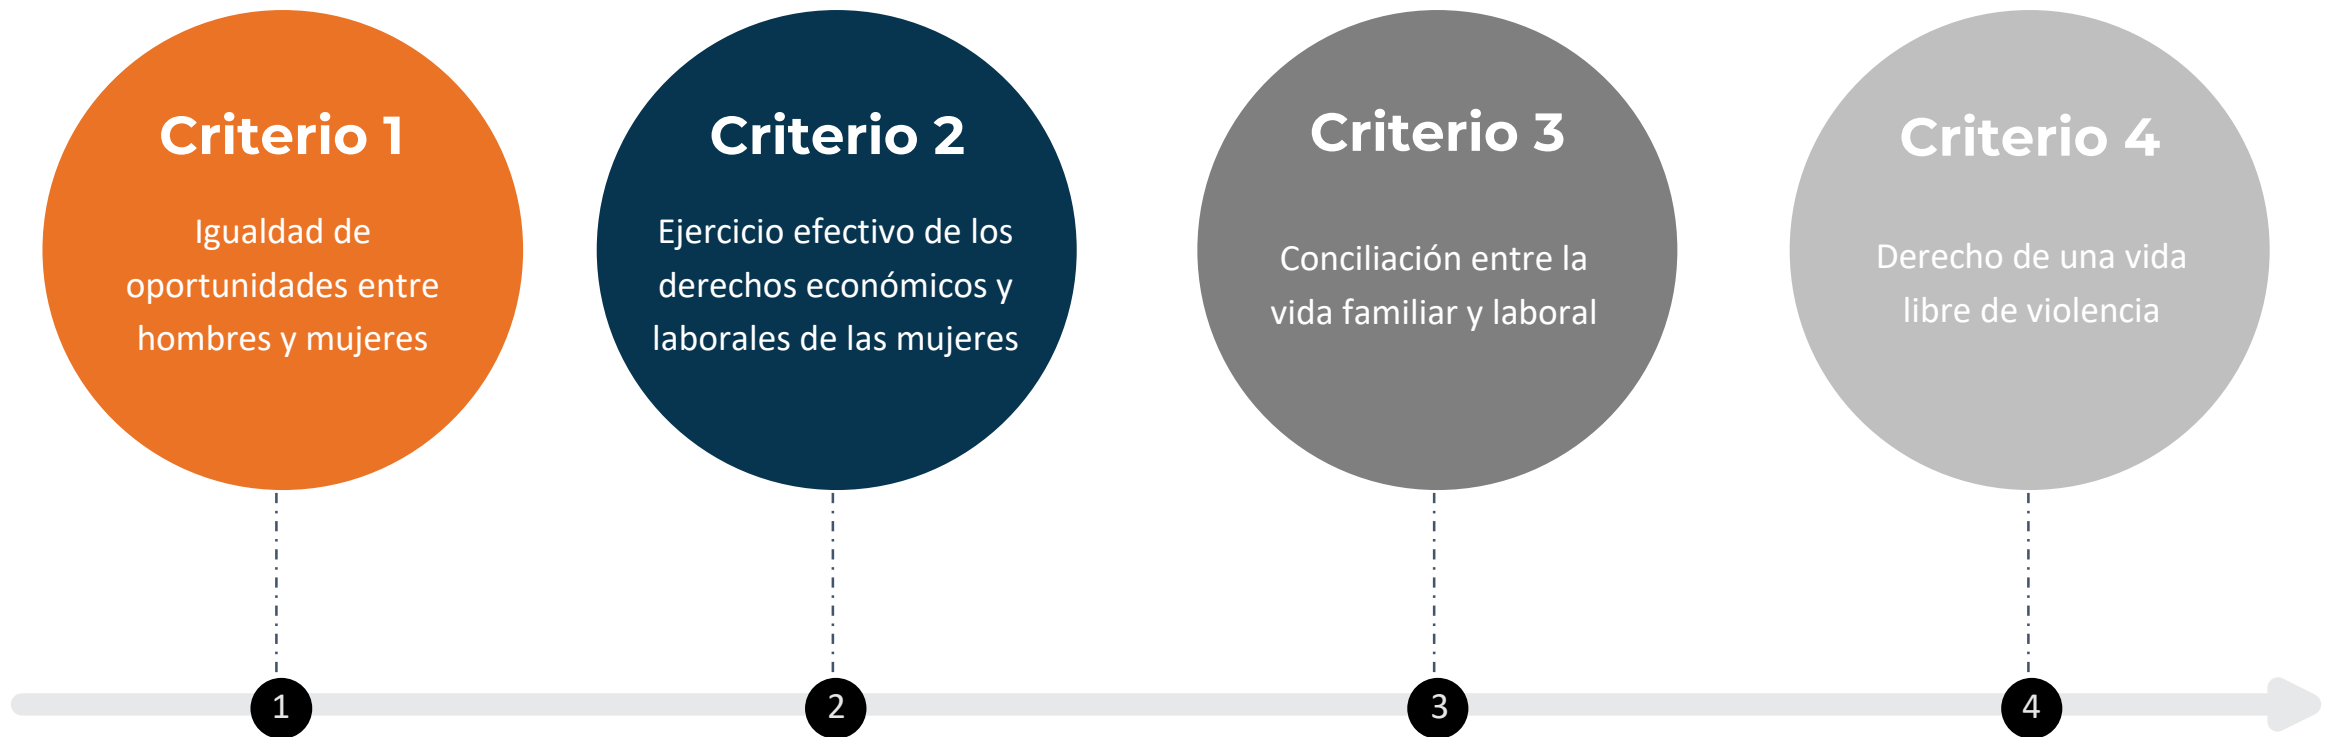 Criterio 1
Igualdad de
oportunidades entre
hombres y mujeres
Criterio 2
Ejercicio efectivo de los
derechos económicos y
laborales de las mujeres
Criterio 3
Conciliación entre la
vida familiar y laboral
Criterio 4
Derecho de una vida
libre de violencia
1
2
3
4